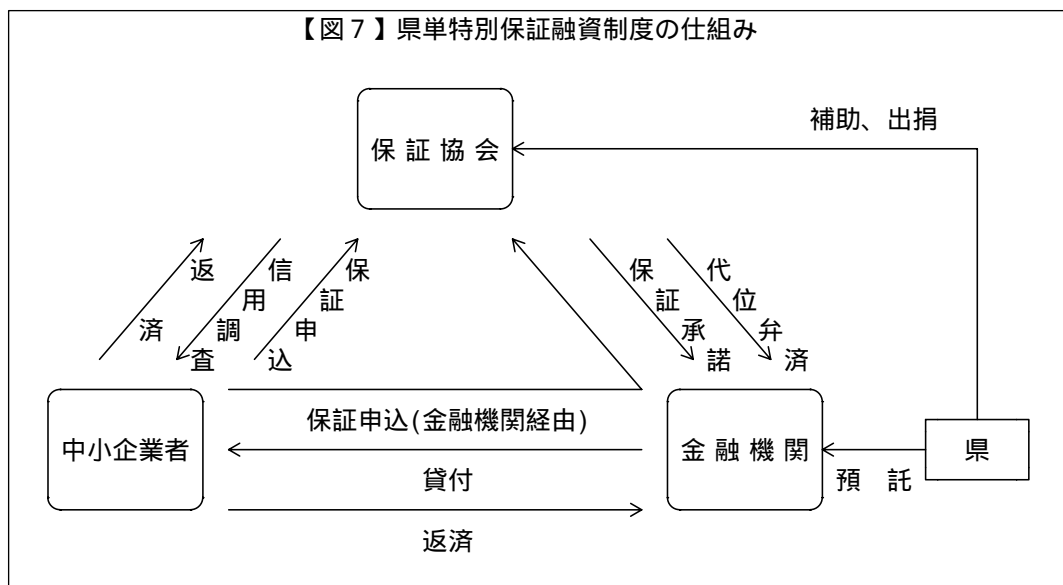 【図７】県単特別保証融資制度の仕組み
補助、出捐
保証協会
返済
信用調査
保証申込
保証承諾
代位弁済
保証申込(金融機関経由)
中小企業者
金融機関
県
貸付
預託
返済